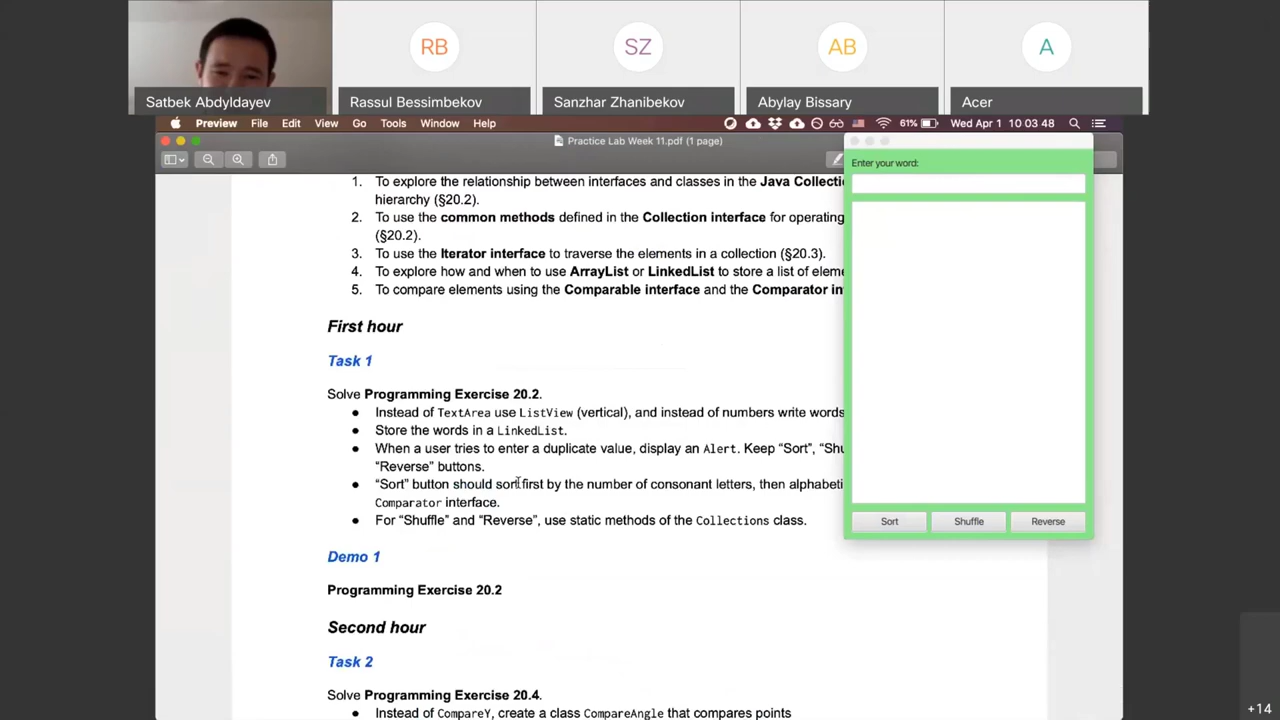 RB
SZ
AB
A
Satbek Abdyldayev
Rassul Bessimbekov
Sanzhar Zhanibekov
Abylay Bissary
Acer
Preview File Edit View Go Tools Window Help
61% Wed Apr 1 10 03 48
Practice Lab Week 11.pdf (1 page)
1. To explore the relationship between interfaces and classes in the Java Collecti
hierarchy (§20.2).
2. To use the common methods defined in the Collection interface for operating
(§20.2).
3. To use the Iterator interface to traverse the elements in a collection (§20.3).
4. To explore how and when to use ArrayList or LinkedList to store a list of eleme
5. To compare elements using the Comparable interface and the Comparator in
First hour
Task 1
Solve Programming Exercise 20.2.
● Instead of TextArea use ListView (vertical), and instead of numbers write words
● Store the words in a LinkedList.
● When a user tries to enter a duplicate value, display an Alert. Keep “Sort”, “Shu
“Reverse” buttons.
● “Sort” button should sort first by the number of consonant letters, then alphabeti
Comparator interface.
● For “Shuffle” and “Reverse”, use static methods of the Collections class.
Demo 1
Programming Exercise 20.2
Second hour
Task 2
Solve Programming Exercise 20.4.
● Instead of CompareY, create a class CompareAngle that compares points
Enter your word:
Sort Shuffle Reverse
+14